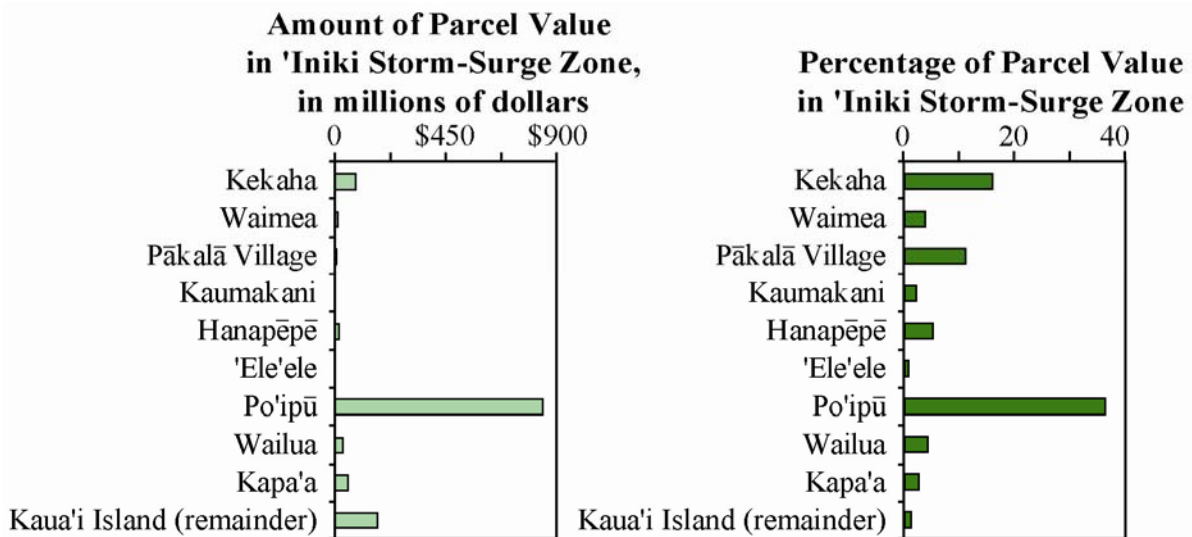 Amount of Parcel Value
in 'Iniki Storm-Surge Zone,
in millions of dollars
0 $450 $900
Kekaha
Waimea
Pākalā Village
Kaumakani
Hanapēpē
'Ele'ele
Po'ipū
Wailua
Kapa'a
Kaua'i Island (remainder)
Percentage of Parcel Value
in 'Iniki Storm-Surge Zone
0 20 40
Kekaha
Waimea
Pākalā Village
Kaumakani
Hanapēpē
'Ele'ele
Po'ipū
Wailua
Kapa'a
Kaua'i Island (remainder)